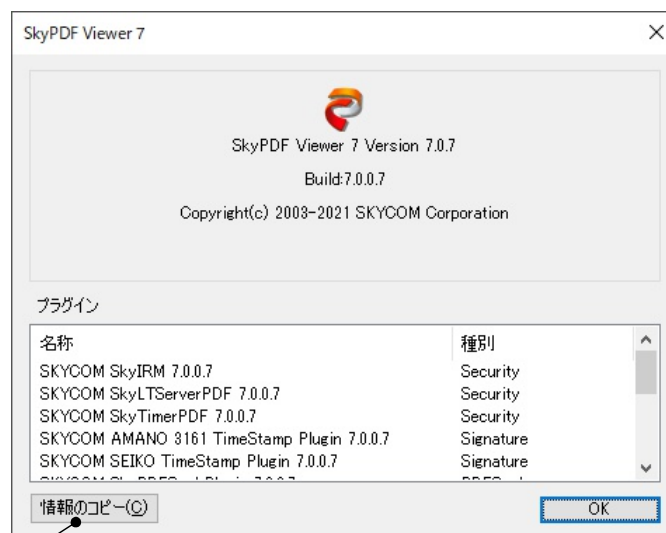 SkyPDF Viewer 7
SkyPDF Viewer 7 Version 7.0.7
Build:7.0.0.7
Copyright(c) 2003-2021 SKYCOM Corporation
プラグイン
名称 種別
SKYCOM SkyIRM 7.0.0.7 Security
SKYCOM SkyLTServerPDF 7.0.0.7 Security
SKYCOM SkyTimerPDF 7.0.0.7 Security
SKYCOM AMANO 3161 TimeStamp Plugin 7.0.0.7 Signature
SKYCOM SEIKO TimeStamp Plugin 7.0.0.7 Signature
情報のコピー(C) OK